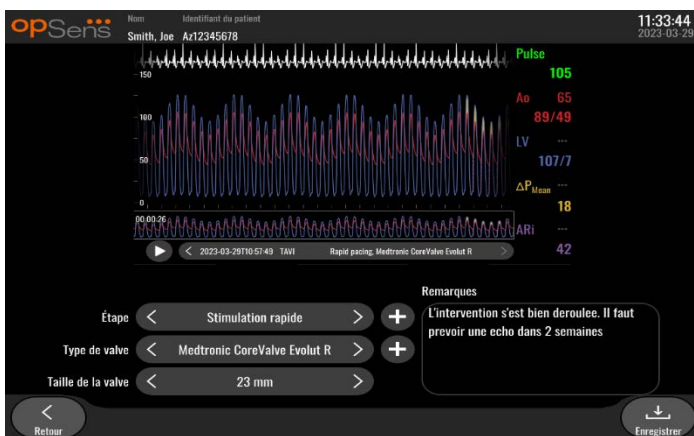 opSens
Nom
Identifiant du patient
Smith, Joe
Az12345678
11:33:44
2023-03-29
150
100
50
0
Pulse
105
Ao 65
89/49
LV ---
107/7
ΔPMean ---
18
ARi ---
42
00:00:26
2023-03-29T10:57:49 TAVI Rapid pacing, Medtronic CoreValve Evolut R
Étape
Stimulation rapide
Type de valve
Medtronic CoreValve Evolut R
Taille de la valve
23 mm
Remarques
L'intervention s'est bien deroulee. Il faut
prevoir une echo dans 2 semaines
Retour
Enregistrer